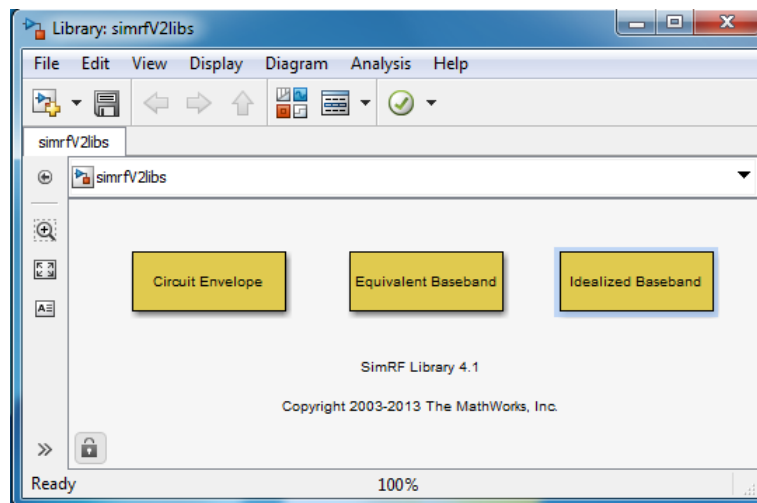 Library: simrfV2libs
File Edit View Display Diagram Analysis Help
simrfV2libs
simrfV2libs
Circuit Envelope Equivalent Baseband Idealized Baseband
SimRF Library 4.1
Copyright 2003-2013 The MathWorks, Inc.
Ready 100%